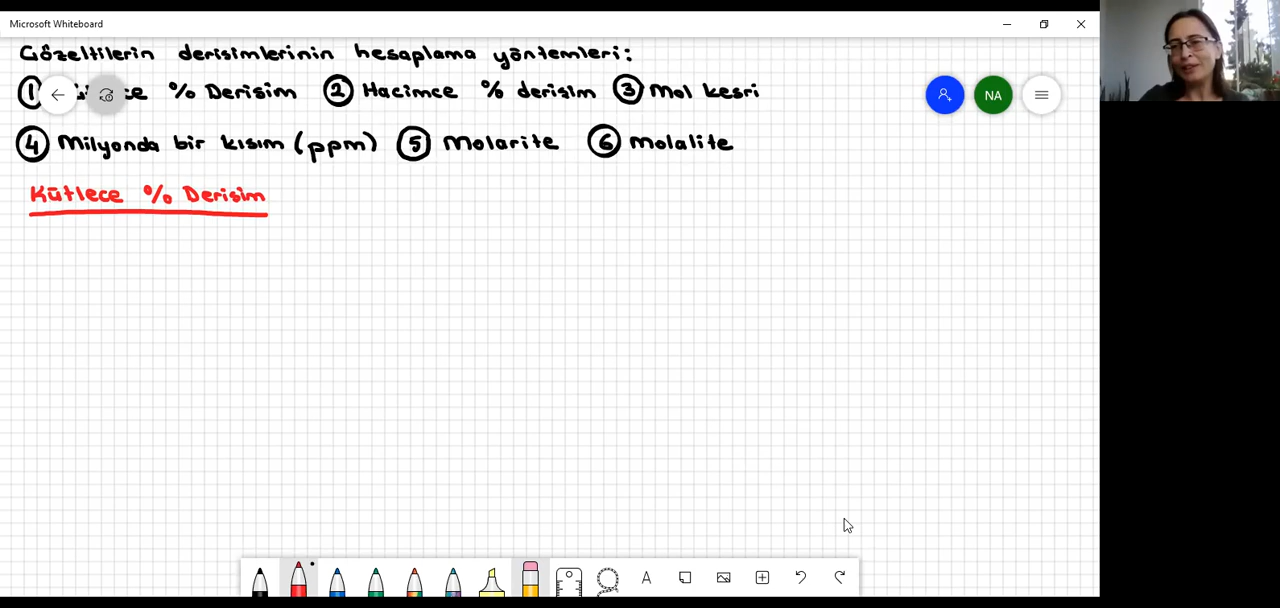 Microsoft Whiteboard
Çözeltilerin derisimlerinin hesaplama yöntemleri:
① % Derisim ② Hacimce % derisim ③ Mol kesri
④ Milyonda bir kısım (ppm) ⑤ Molarite ⑥ Molalite
NA
Kütlece % Derisim
A